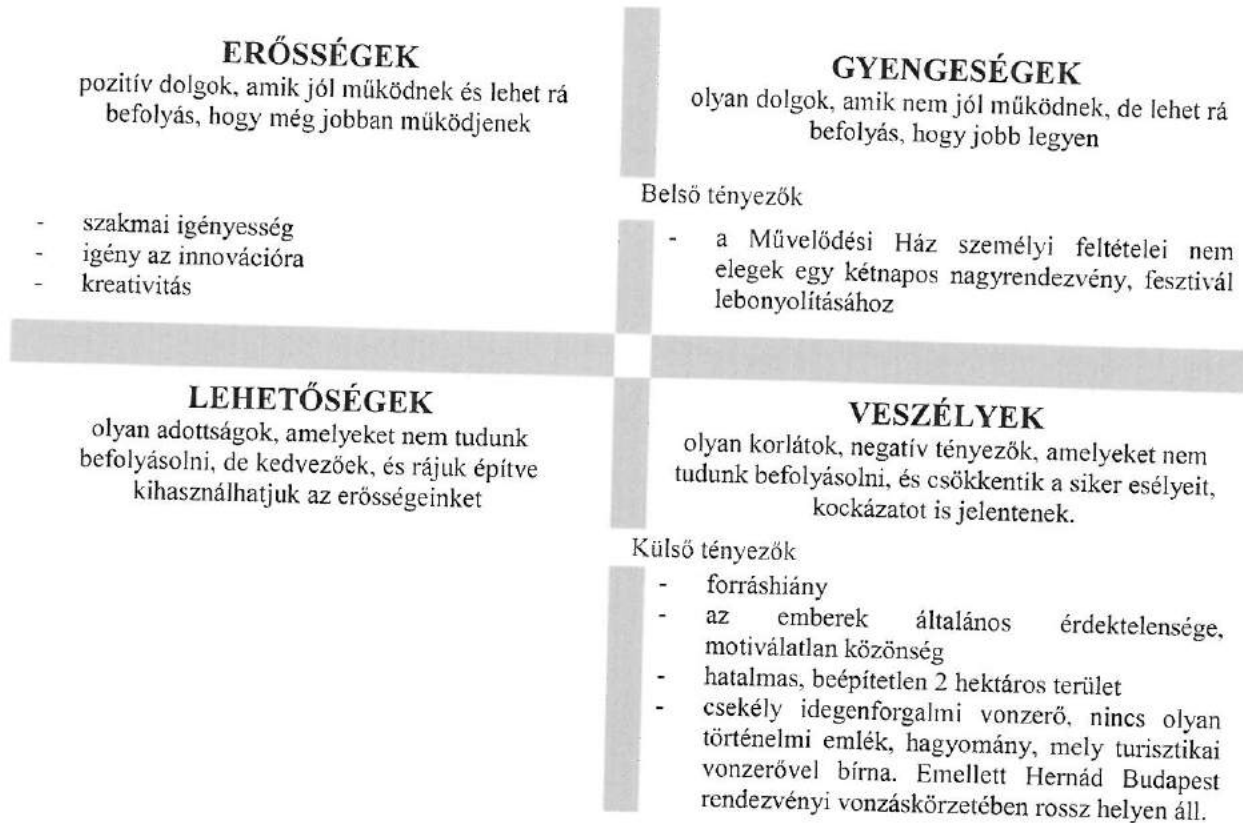 ERŐSSÉGEK
pozitív dolgok, amik jól működnek és lehet rá
befolyás, hogy még jobban működjenek
- szakmai igényesség
- igény az innovációra
- kreativitás
GYENGESÉGEK
olyan dolgok, amik nem jól működnek, de lehet rá
befolyás, hogy jobb legyen
Belső tényezők
- a Művelődési Ház személyi feltételei nem
elegek egy kétnapos nagyrendezvény, fesztivál
lebonyolításához
LEHETŐSÉGEK
olyan adottságok, amelyeket nem tudunk
befolyásolni, de kedvezőek, és rájuk építve
kihasználhatjuk az erősségeinket
VESZÉLYEK
olyan korlátok, negatív tényezők, amelyeket nem
tudunk befolyásolni, és csökkentik a siker esélyeit,
kockázatot is jelentenek.
Külső tényezők
- forráshiány
- az emberek általános érdektelensége,
motiválatlan közönség
- hatalmas, beépítetlen 2 hektáros terület
- csekély idegenforgalmi vonzerő, nincs olyan
történelmi emlék, hagyomány, mely turisztikai
vonzerővel bírna. Emellett Hernád Budapest
rendezvényi vonzáskörzetében rossz helyen áll.